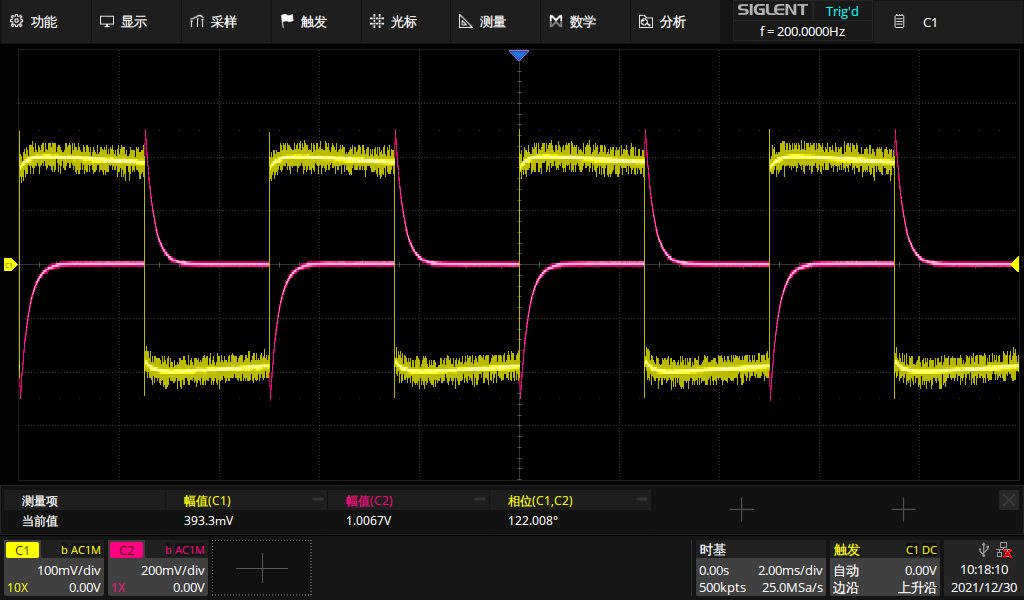 功能 显示 采样 触发 光标 测量 数学 分析 SIGLENT Trig'd C1
f = 200.0000Hz
C1
测量项 幅值(C1) 幅值(C2) 相位(C1,C2)
当前值 393.3mV 1.0067V 122.008°
C1 b AC1M C2 b AC1M 时基 触发 C1 DC
100mV/div 200mV/div 0.00s 2.00ms/div 自动 0.00V 10:18:10
10X 0.00V 1X 0.00V 500kpts 25.0MSa/s 边沿 上升沿 2021/12/30